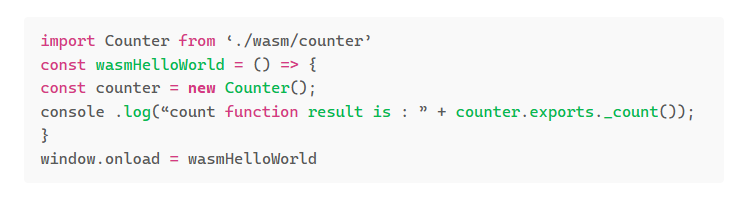 import Counter from ‘./wasm/counter’
const wasmHelloWorld = () => {
const counter = new Counter();
console .log(“count function result is : ” + counter.exports._count());
}
window.onload = wasmHelloWorld